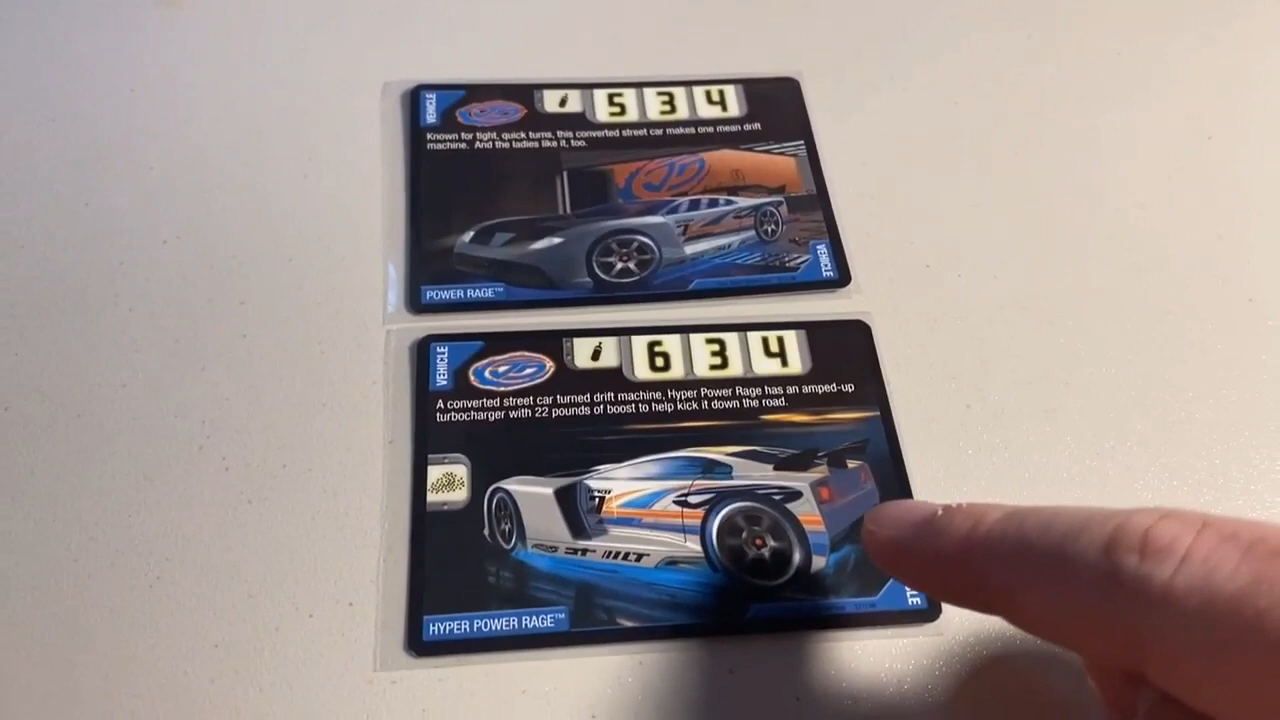 VEHICLE
5 3 4
Known for tight, quick turns, this converted street car makes one mean drift
machine. And the ladies like it, too.
VEHICLE
POWER RAGE™
VEHICLE
6 3 4
A converted street car turned drift machine, Hyper Power Rage has an amped-up
turbocharger with 22 pounds of boost to help kick it down the road.
HYPER POWER RAGE™